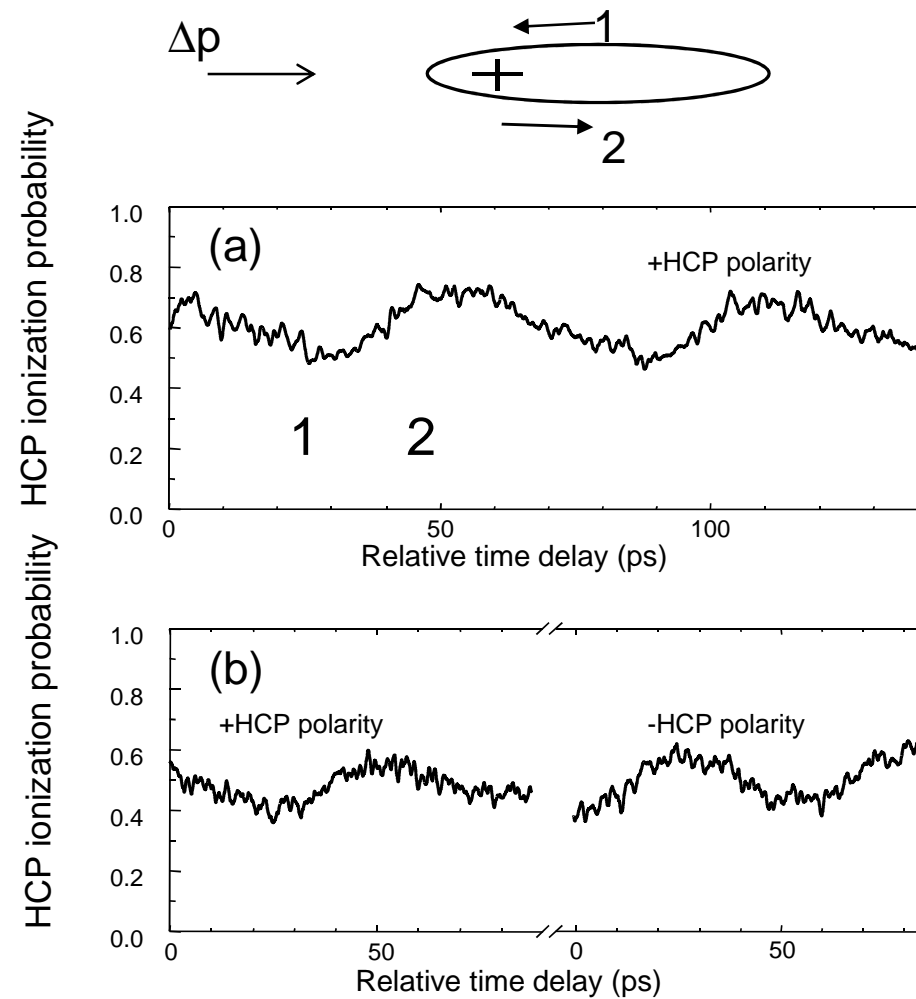 1
Δp
2
HCP ionization probability
1.0
0.8
0.6
0.4
0.2
0.0
(a)
+HCP polarity
1 2
0 50 100
Relative time delay (ps)
HCP ionization probability
1.0
0.8
0.6
0.4
0.2
0.0
(b)
+HCP polarity -HCP polarity
0 50 0 50
Relative time delay (ps)